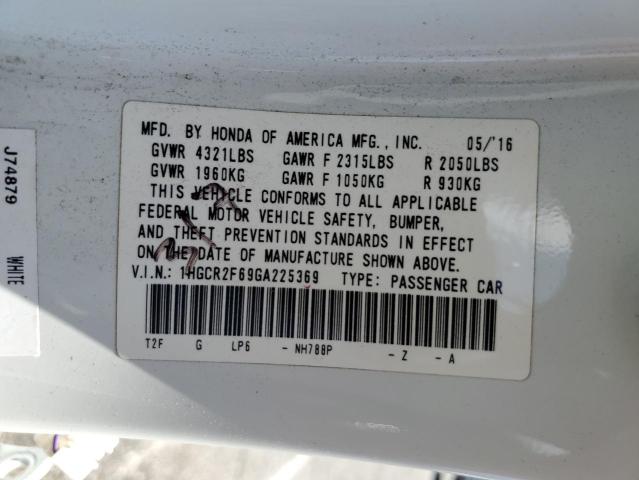 MFD. BY HONDA OF AMERICA MFG., INC. 05/'16
GVWR 4321LBS GAWR F 2315LBS R 2050LBS
GVWR 1960KG GAWR F 1050KG R 930KG
THIS VEHICLE CONFORMS TO ALL APPLICABLE
FEDERAL MOTOR VEHICLE SAFETY, BUMPER,
AND THEFT PREVENTION STANDARDS IN EFFECT
ON THE DATE OF MANUFACTURE SHOWN ABOVE.
V.I.N.: 1HGCR2F69GA225369 TYPE: PASSENGER CAR
T2F G LP6 - NH788P - Z - A
J74879
WHITE